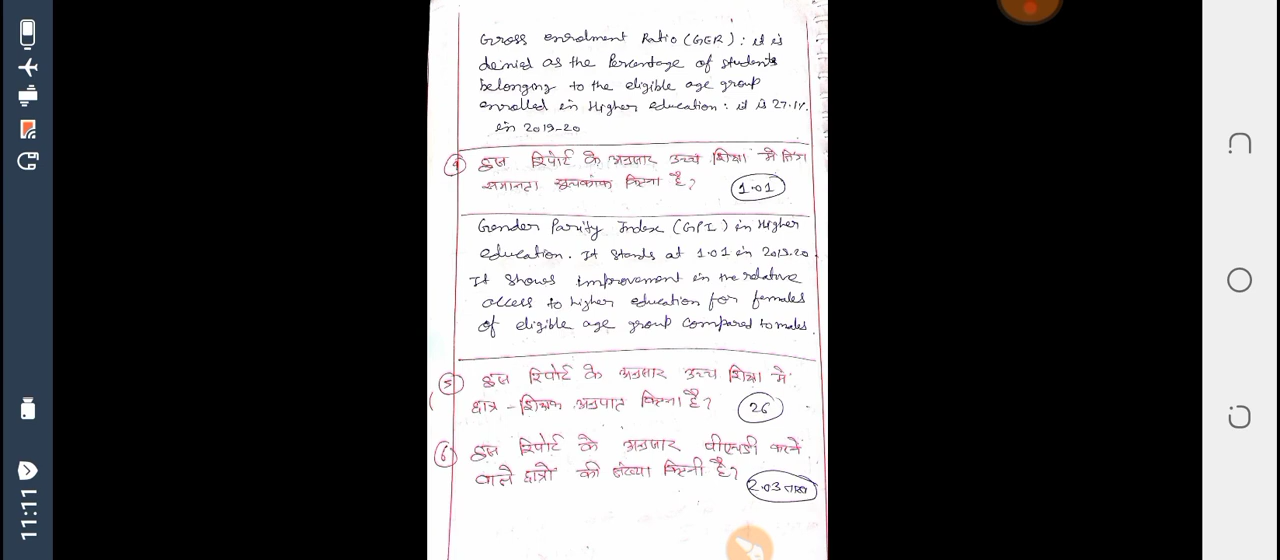 Gross enrolment Ratio (GER): it is
denied as the Percentage of students
belonging to the eligible age group
enrolled in Higher education: it is 27.1%.
in 2019-20
4 इस रिपोर्ट के अनुसार उच्च शिक्षा मे लिंग
समानता सूचकांक कितना है? 1.01
Gender Parity Index (GPI) in Higher
education. It stands at 1.01 in 2019-20.
It shows improvement in the relative
access to higher education for females
of eligible age group compared to males.
5 इस रिपोर्ट के अनुसार उच्च शिक्षा मे
छात्र - शिक्षक अनुपात कितना है? 26
6 इस रिपोर्ट के अनुसार पीएचडी करने
वाले छात्रों की संख्या कितनी है? 2.03 लाख
11:11